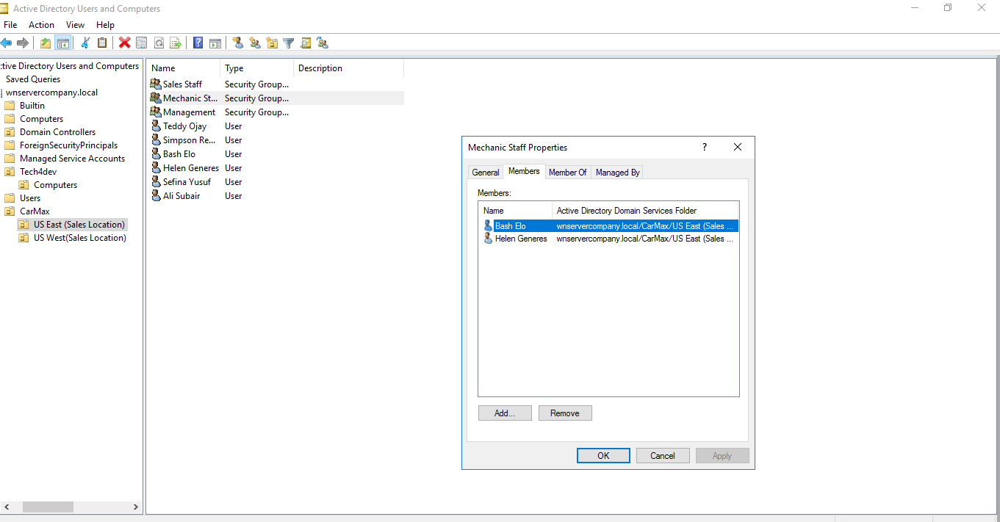 Active Directory Users and Computers
File Action View Help
ctive Directory Users and Computers
Saved Queries
wnservercompany.local
Builtin
Computers
Domain Controllers
ForeignSecurityPrincipals
Managed Service Accounts
Tech4dev
Computers
Users
CarMax
US East (Sales Location)
US West(Sales Location)
Name Type Description
Sales Staff Security Group...
Mechanic St... Security Group...
Management Security Group...
Teddy Ojay User
Simpson Re... User
Bash Elo User
Helen Generes User
Sefina Yusuf User
Ali Subair User
Mechanic Staff Properties ?
General Members Member Of Managed By
Members:
Name Active Directory Domain Services Folder
Bash Elo wnservercompany.local/CarMax/US East (Sales ...
Helen Generes wnservercompany.local/CarMax/US East (Sales ...
Add... Remove
OK Cancel Apply